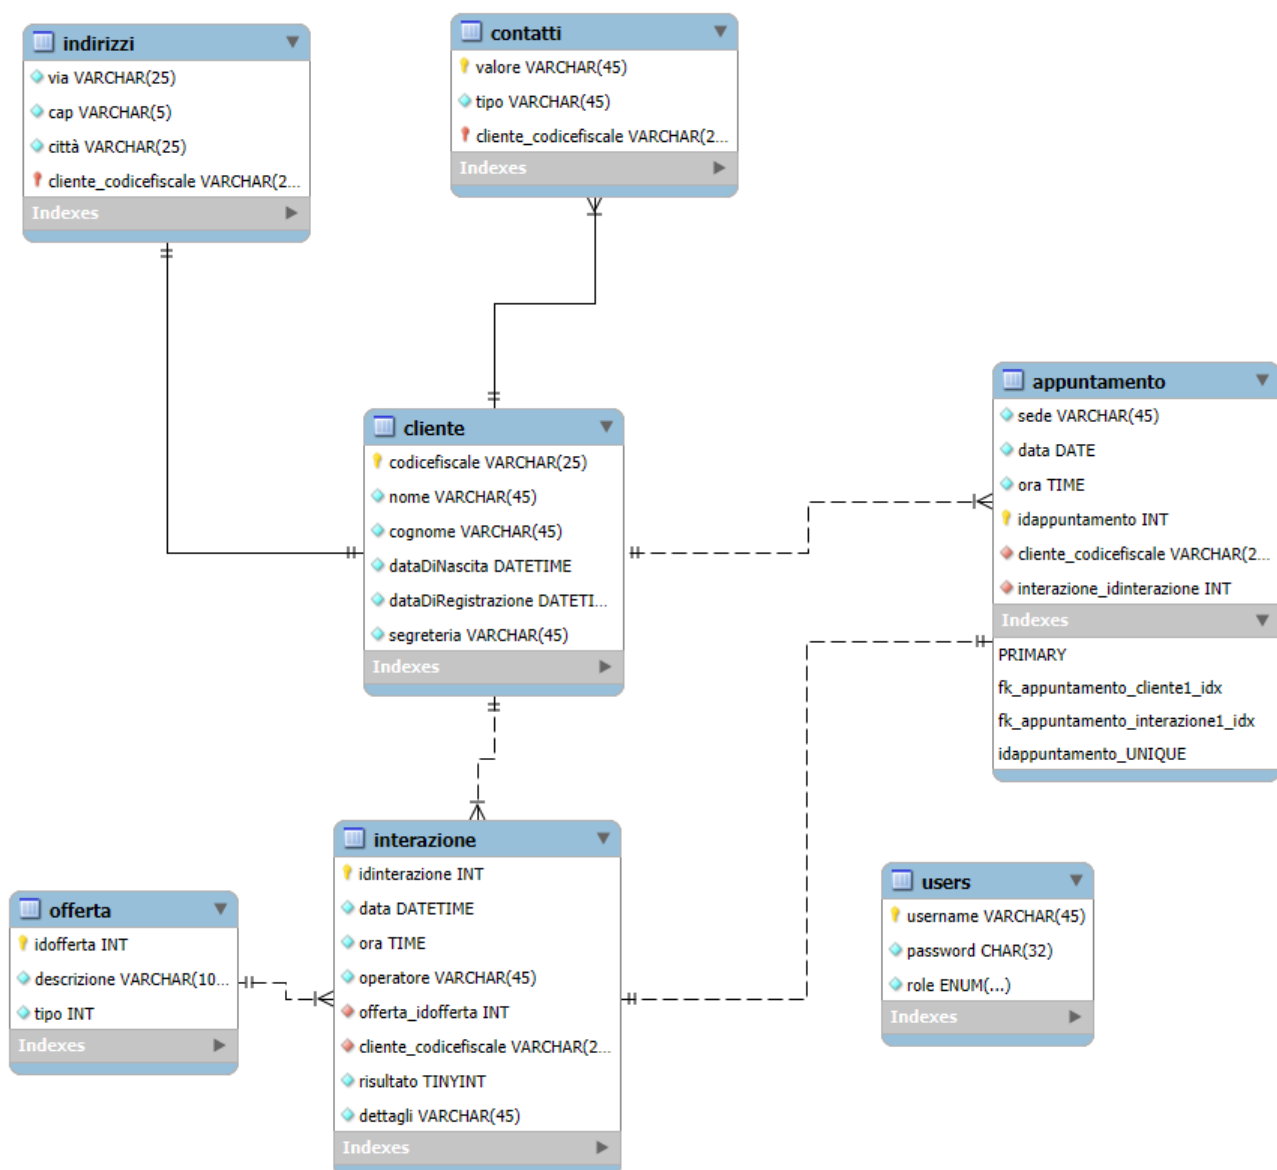 indirizzi
via VARCHAR(25)
cap VARCHAR(5)
città VARCHAR(25)
cliente_codicefiscale VARCHAR(2...
Indexes
contatti
valore VARCHAR(45)
tipo VARCHAR(45)
cliente_codicefiscale VARCHAR(2...
Indexes
cliente
codicefiscale VARCHAR(25)
nome VARCHAR(45)
cognome VARCHAR(45)
dataDiNascita DATETIME
dataDiRegistrazione DATETI...
segreteria VARCHAR(45)
Indexes
appuntamento
sede VARCHAR(45)
data DATE
ora TIME
idappuntamento INT
cliente_codicefiscale VARCHAR(2...
interazione_idinterazione INT
Indexes
PRIMARY
fk_appuntamento_cliente1_idx
fk_appuntamento_interazione1_idx
idappuntamento_UNIQUE
interazione
idinterazione INT
data DATETIME
ora TIME
operatore VARCHAR(45)
offerta_idofferta INT
cliente_codicefiscale VARCHAR(2...
risultato TINYINT
dettagli VARCHAR(45)
Indexes
offerta
idofferta INT
descrizione VARCHAR(10...
tipo INT
Indexes
users
username VARCHAR(45)
password CHAR(32)
role ENUM(...)
Indexes